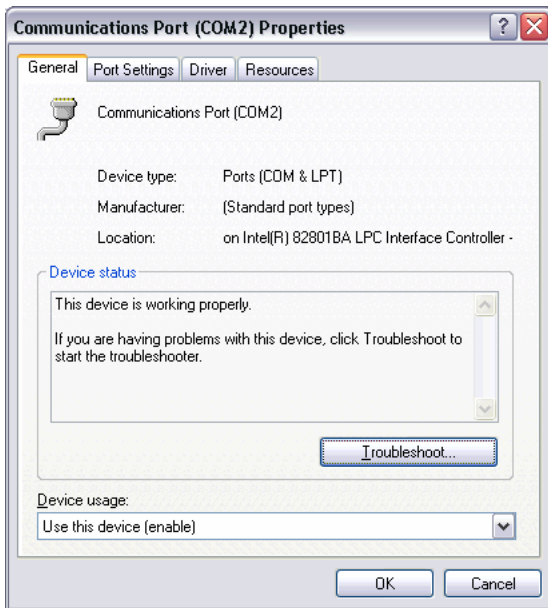 Communications Port (COM2) Properties
General Port Settings Driver Resources
Communications Port (COM2)
Device type: Ports (COM & LPT)
Manufacturer: (Standard port types)
Location: on Intel(R) 82801BA LPC Interface Controller -
Device status
This device is working properly.
If you are having problems with this device, click Troubleshoot to
start the troubleshooter.
Troubleshoot...
Device usage:
Use this device (enable)
OK Cancel